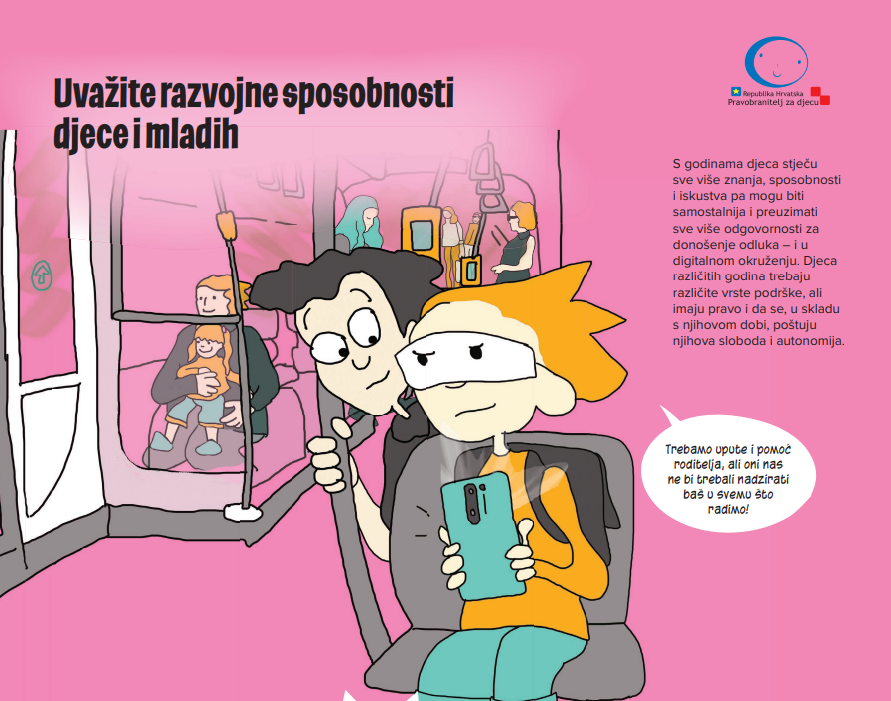 Uvažite razvojne sposobnosti
djece i mladih
Republika Hrvatska
Pravobranitelj za djecu
S godinama djeca stječu
sve više znanja, sposobnosti
i iskustva pa mogu biti
samostalnija i preuzimati
sve više odgovornosti za
donošenje odluka – i u
digitalnom okruženju. Djeca
različitih godina trebaju
različite vrste podrške, ali
imaju pravo i da se, u skladu
s njihovom dobi, poštuju
njihova sloboda i autonomija.
Trebamo upute i pomoć
roditelja, ali oni nas
ne bi trebali nadzirati
baš u svemu što
radimo!